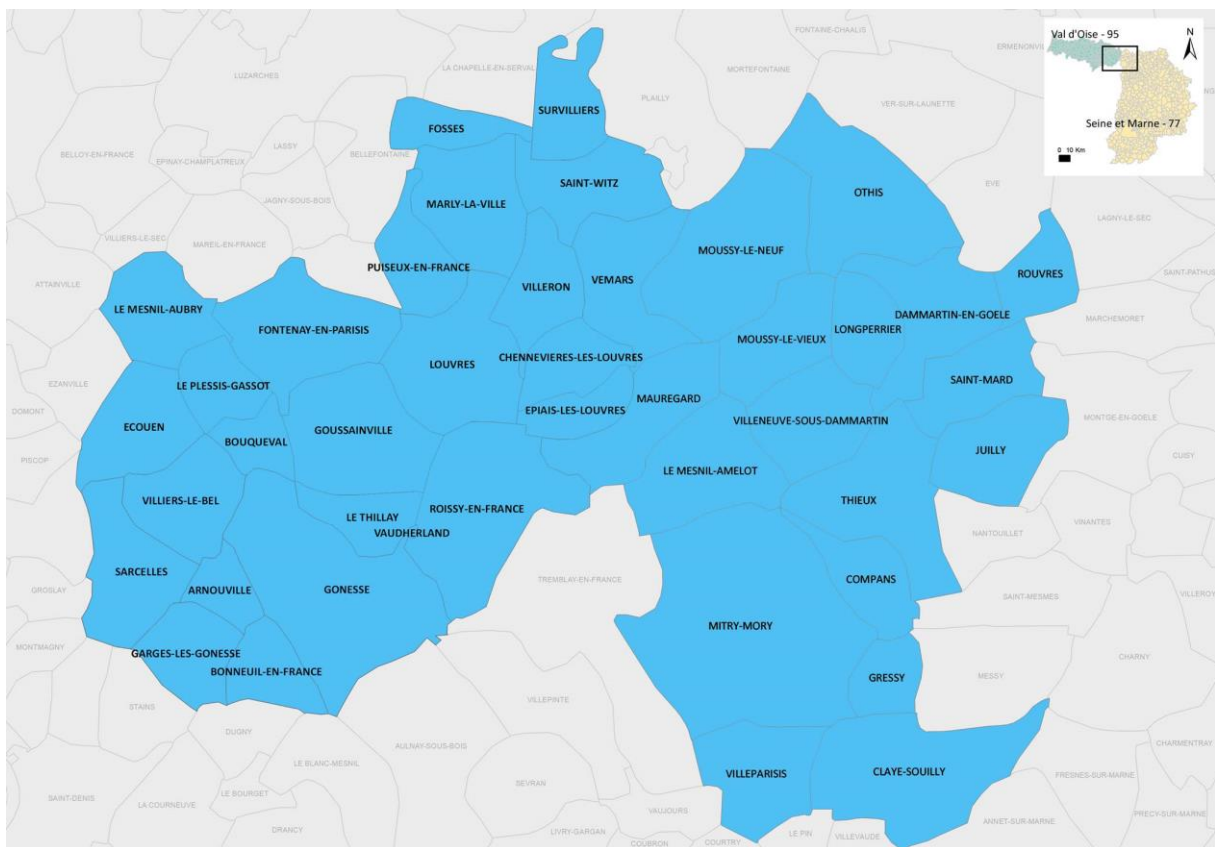 FONTAINE-CHAALIS
Val d'Oise - 95
N
ERMENONVIL
LA CHAPELLE-EN-SERVAL
MORTEFONTAINE
LUZARCHES
PLAILLY
VER-SUR-LAUNETTE
SURVILLIERS
Seine et Marne - 77
FOSSES
LASSY
0 10 Km
BELLOY-EN-FRANCE
EPINAY-CHAMPLATREUX
BELLEFONTAINE
SAINT-WITZ
EVE
OTHIS
JAGNY-SOUS-BOIS
MARLY-LA-VILLE
LAGNY-LE-SEC
VILLIERS-LE-SEC
MAREIL-EN-FRANCE
MOUSSY-LE-NEUF
PUISEUX-EN-FRANCE
ROUVRES
SAINT-PATHUS
ATTAINVILLE
VILLERON
VEMARS
LE MESNIL-AUBRY
DAMMARTIN-EN-GOELE
MARCHEMORET
FONTENAY-EN-PARISIS
LONGPERRIER
MOUSSY-LE-VIEUX
CHENNEVIERES-LES-LOUVRES
LOUVRES
SAINT-MARD
EZANVILLE
LE PLESSIS-GASSOT
MAUREGARD
DOMONT
EPIAIS-LES-LOUVRES
MONTGE-EN-GOELE
VILLENEUVE-SOUS-DAMMARTIN
ECOUEN
GOUSSAINVILLE
BOUQUEVAL
JUILLY
CUISY
PISCOP
LE MESNIL-AMELOT
VILLIERS-LE-BEL
THIEUX
ROISSY-EN-FRANCE
LE THILLAY
VINANTES
VAUDHERLAND
NANTOUILLET
SARCELLES
TREMBLAY-EN-FRANCE
COMPANS
GROSLAY
ARNOUVILLE
GONESSE
VILLEROY
SAINT-MESMES
MITRY-MORY
MONTMAGNY
GARGES-LES-GONESSE
CHARNY
BONNEUIL-EN-FRANCE
GRESSY
MESSY
VILLEPINTE
STAINS
DUGNY
CHARMENTRAY
AULNAY-SOUS-BOIS
LE BLANC-MESNIL
VILLEPARISIS
CLAYE-SOUILLY
FRESNES-SUR-MARNE
SEVRAN
LE BOURGET
SAINT-DENIS
LA COURNEUVE
VAUJOURS
PRECY-SUR-MARNE
ANNET-SUR-MARNE
DRANCY
LIVRY-GARGAN
LE PIN
VILLEVAUDE
COUBRON
COURTRY